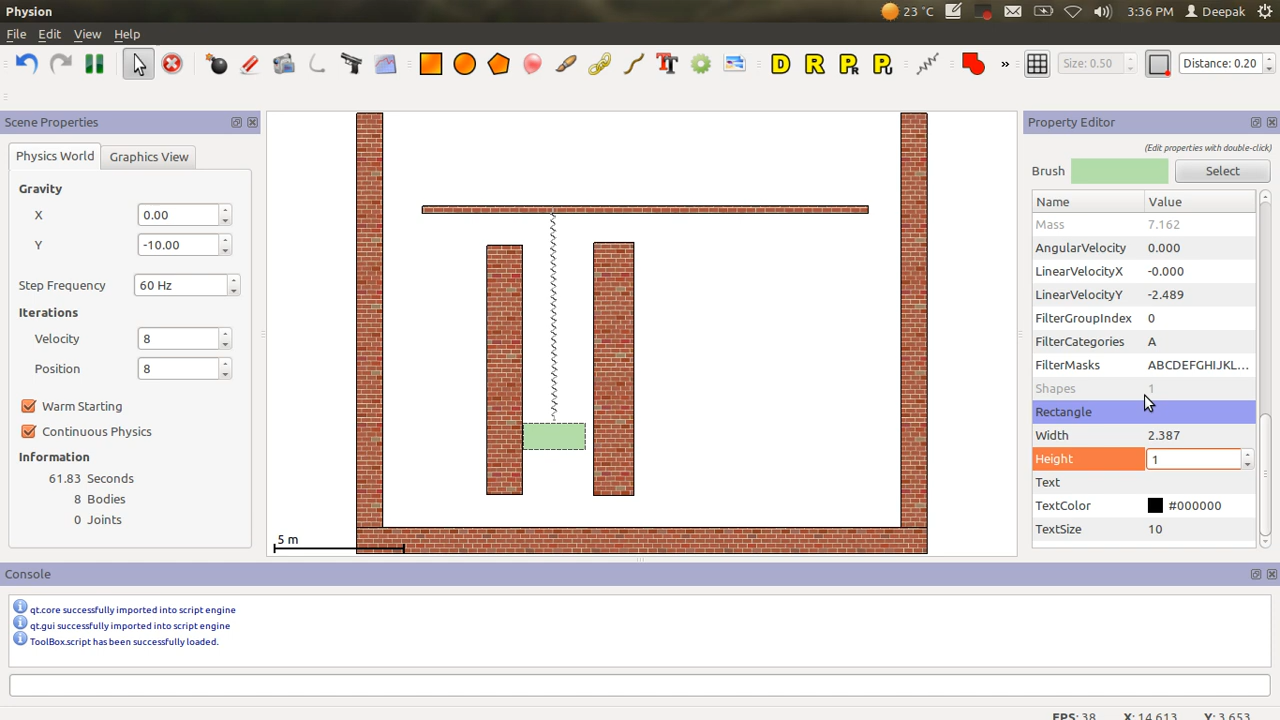 Physion 23 °C 3:36 PM Deepak
File Edit View Help
TT D R PR PU » Size: 0.50 Distance: 0.20
Scene Properties
Physics World Graphics View
Gravity
X 0.00
Y -10.00
Step Frequency 60 Hz
Iterations
Velocity 8
Position 8
Warm Starting
Continuous Physics
Information
61.83 Seconds
8 Bodies
0 Joints
5 m
Property Editor
(Edit properties with double-click)
Brush Select
Name Value
Mass 7.162
AngularVelocity 0.000
LinearVelocityX -0.000
LinearVelocityY -2.489
FilterGroupIndex 0
FilterCategories A
FilterMasks ABCDEFGHIJKL...
Shapes 1
Rectangle
Width 2.387
Height 1
Text
TextColor #000000
TextSize 10
Console
qt.core successfully imported into script engine
qt.gui successfully imported into script engine
ToolBox.script has been successfully loaded.
FPS: 38 X: 14.613 Y: 3.653